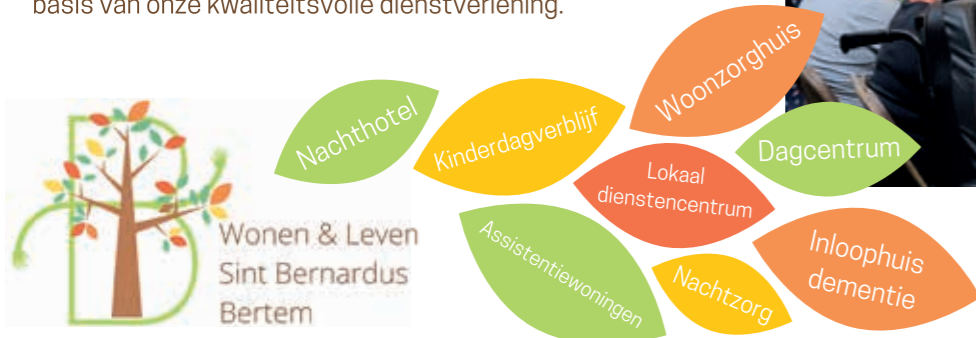 basis van onze kwaliteitsvolle dienstverlening.
Nachthotel
Kinderdagverblijf
Woonzorghuis
Dagcentrum
Lokaal
dienstencentrum
Assistentiewoningen
Nachtzorg
Inloophuis
dementie
Wonen & Leven
Sint Bernardus
Bertem